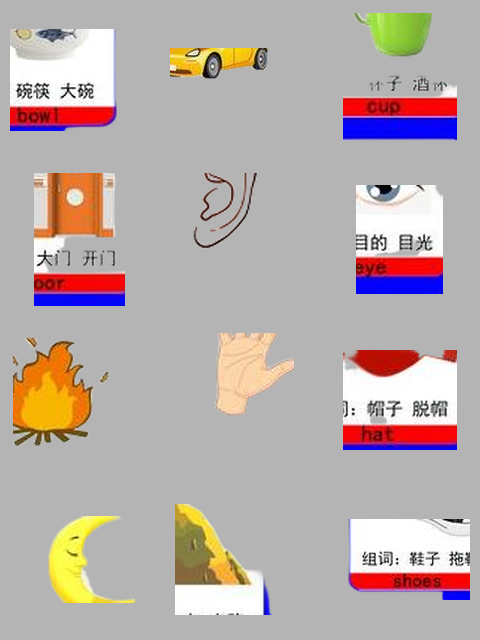 碗筷 大碗
bowl
子 酒
cup
大门 开门
oor
目的 目光
eye
：帽子 脱帽
hat
组词：鞋子 拖鞋
shoes